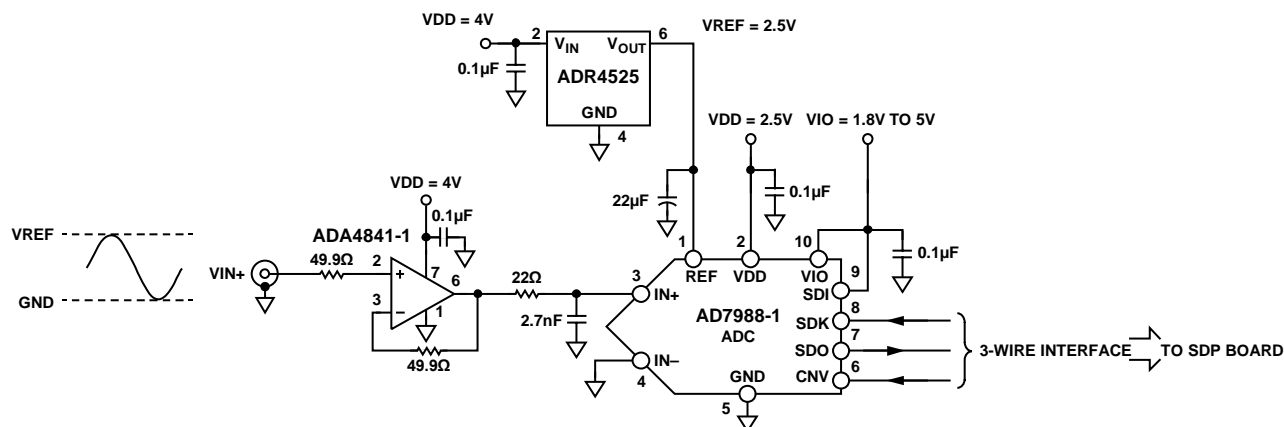 VDD = 4V
2
VIN
VOUT
6
VREF = 2.5V
0.1µF
ADR4525
GND
4
VDD = 2.5V
VIO = 1.8V TO 5V
22µF
0.1µF
0.1µF
VDD = 4V
0.1µF
ADA4841-1
VREF
GND
VIN+
49.9Ω
2
+
7
6
3
–
1
49.9Ω
22Ω
2.7nF
1
2
10
REF
VDD
VIO
9
SDI
3
IN+
8
SDK
AD7988-1
ADC
7
SDO
IN–
4
GND
5
6
CNV
3-WIRE INTERFACE
TO SDP BOARD